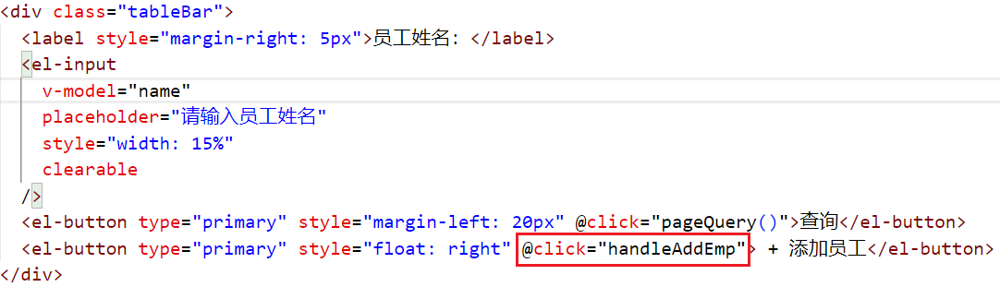 <div class="tableBar">
  <label style="margin-right: 5px">员工姓名: </label>
  <el-input
    v-model="name"
    placeholder="请输入员工姓名"
    style="width: 15%"
    clearable
  />
  <el-button type="primary" style="margin-left: 20px" @click="pageQuery()">查询</el-button>
  <el-button type="primary" style="float: right" @click="handleAddEmp"> + 添加员工</el-button>
</div>